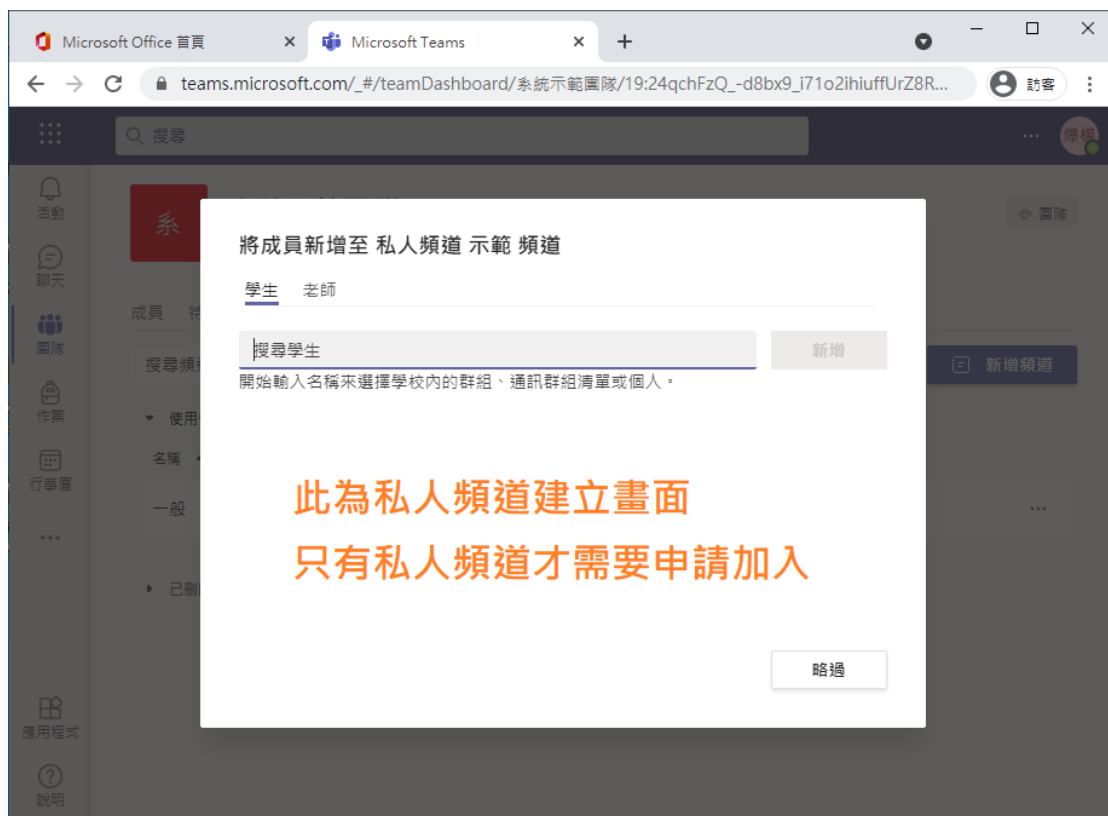 Microsoft Office 首頁
Microsoft Teams
teams.microsoft.com/_#/teamDashboard/系統示範團隊/19:24qchFzQ_-d8bx9_i71o2ihiuffUrZ8R...
訪客
搜尋
爆楊
活動
系
團隊
將成員新增至 私人頻道 示範 頻道
聊天
學生 老師
成員 待
團隊
搜尋學生
新增
搜尋頻
新增頻道
開始輸入名稱來選擇學校內的群組、通訊群組清單或個人。
作業
使用
名稱
行事曆
此為私人頻道建立畫面
一般
只有私人頻道才需要申請加入
已刪
略過
應用程式
說明